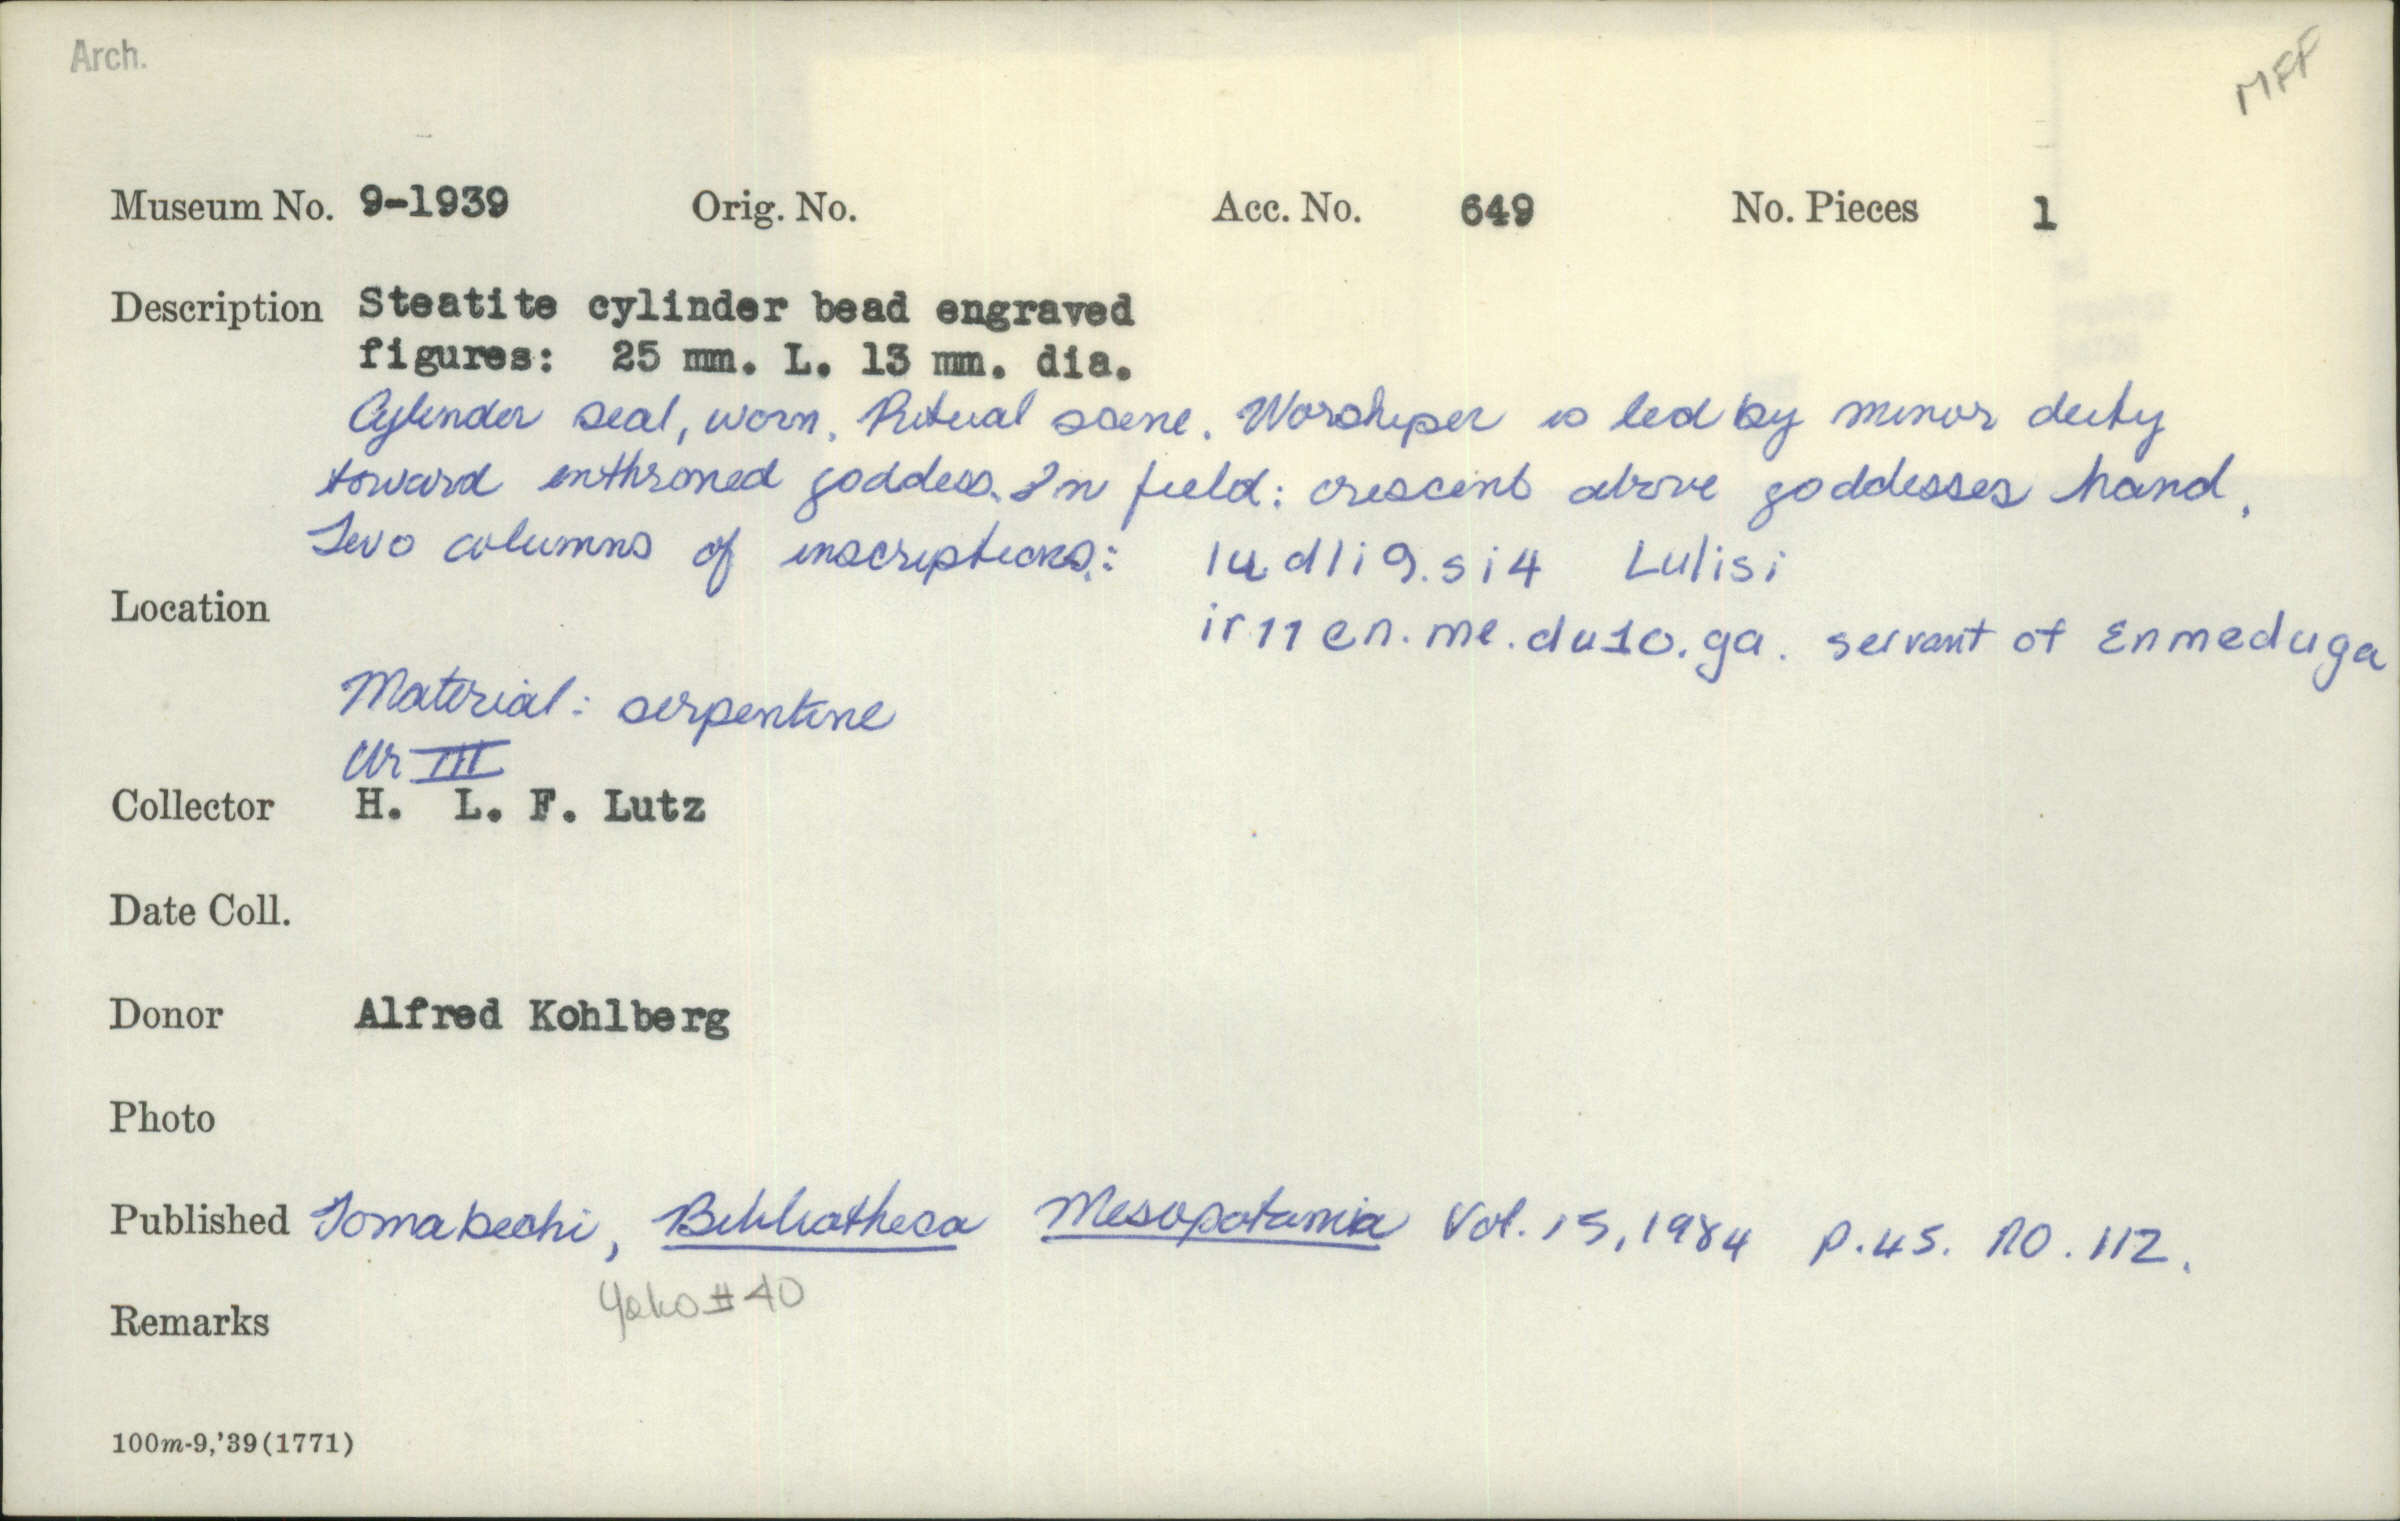 Arch.
MFF
Museum No. 9-1939 Orig. No. Acc. No. 649 No. Pieces 1
Description Steatite cylinder bead engraved
figures: 25 mm. L. 13 mm. dia.
Cylinder seal, worn. Ritual scene. Worshiper is led by minor deity
toward enthroned goddess. In field: crescent above goddesses hand.
Two columns of inscriptions: lu dli9.si4 Lulisi
Location
ir11 en.me.du10.ga. servant of Enmeduga
Material: serpentine
Ur III
Collector H. L. F. Lutz
Date Coll.
Donor Alfred Kohlberg
Photo
Published Tomabechi, Bibliotheca Mesopotamia Vol. 15, 1984 p.45. no. 112.
Yoko #40
Remarks
100m-9,'39(1771)